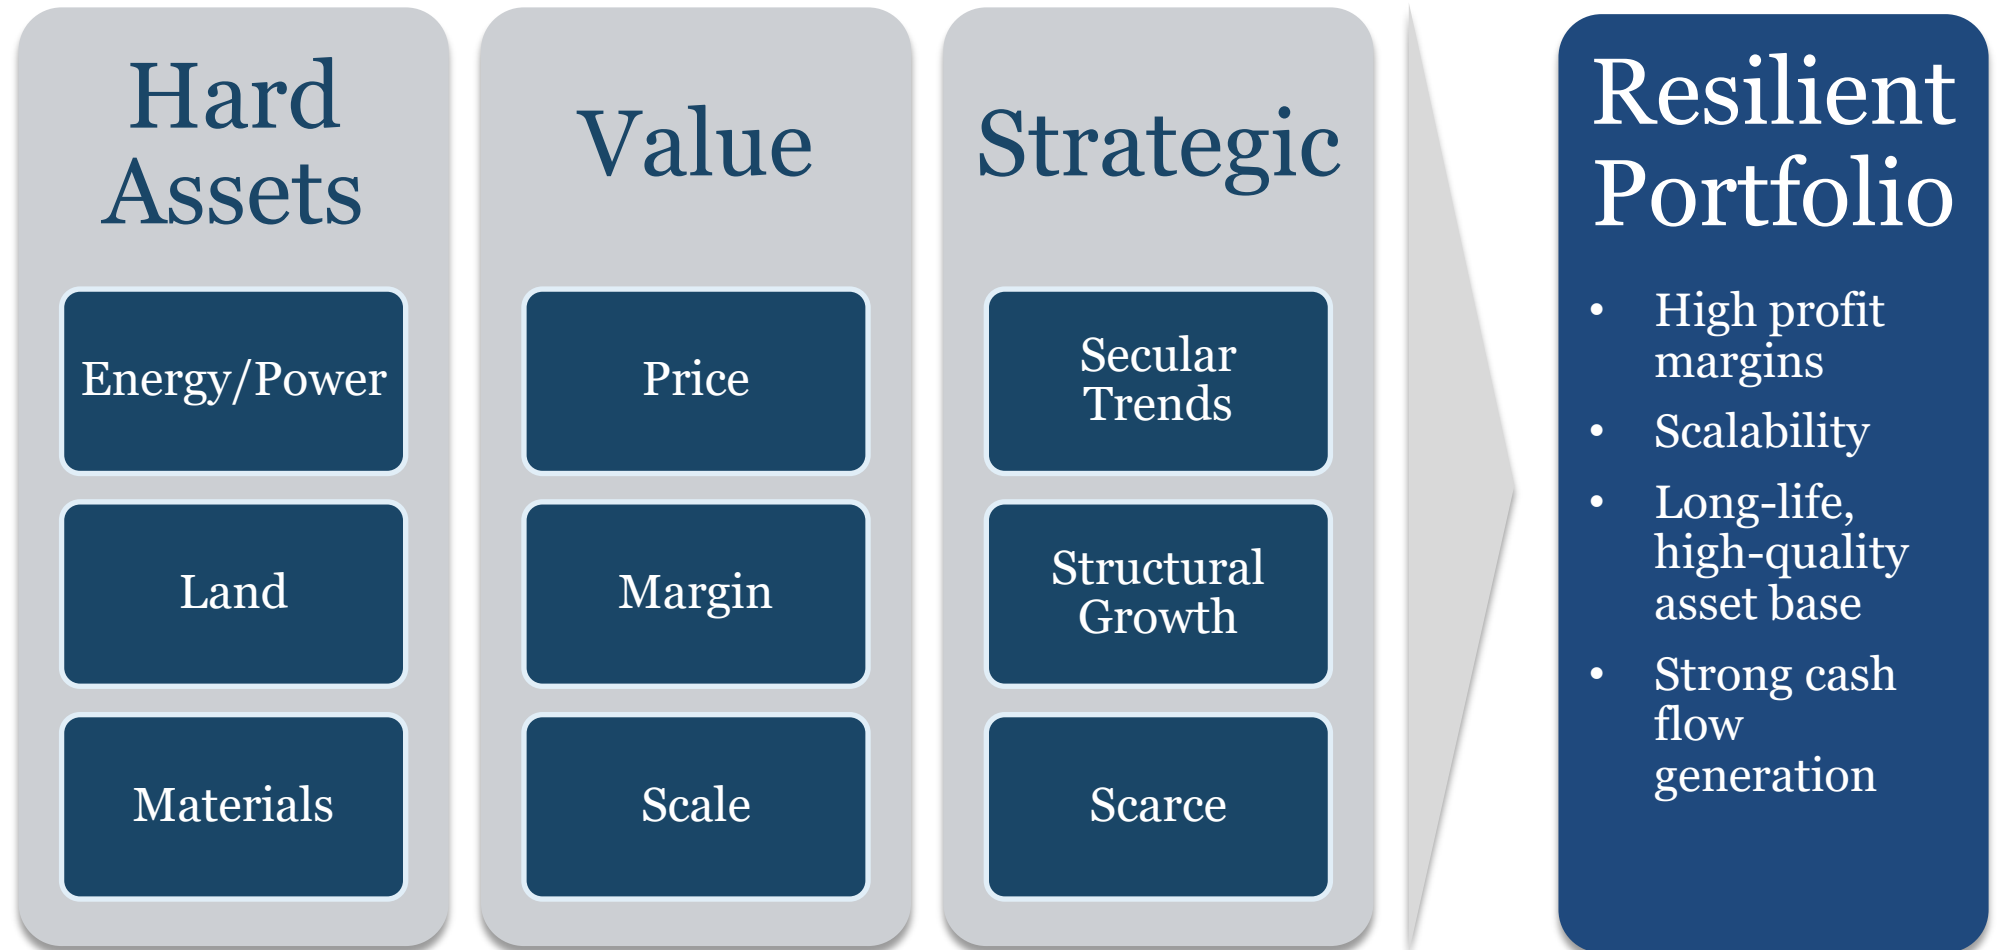 Hard
Assets
Energy/Power
Land
Materials
Value
Price
Margin
Scale
Strategic
Secular
Trends
Structural
Growth
Scarce
Resilient
Portfolio
• High profit
margins
• Scalability
• Long-life,
high-quality
asset base
• Strong cash
flow
generation